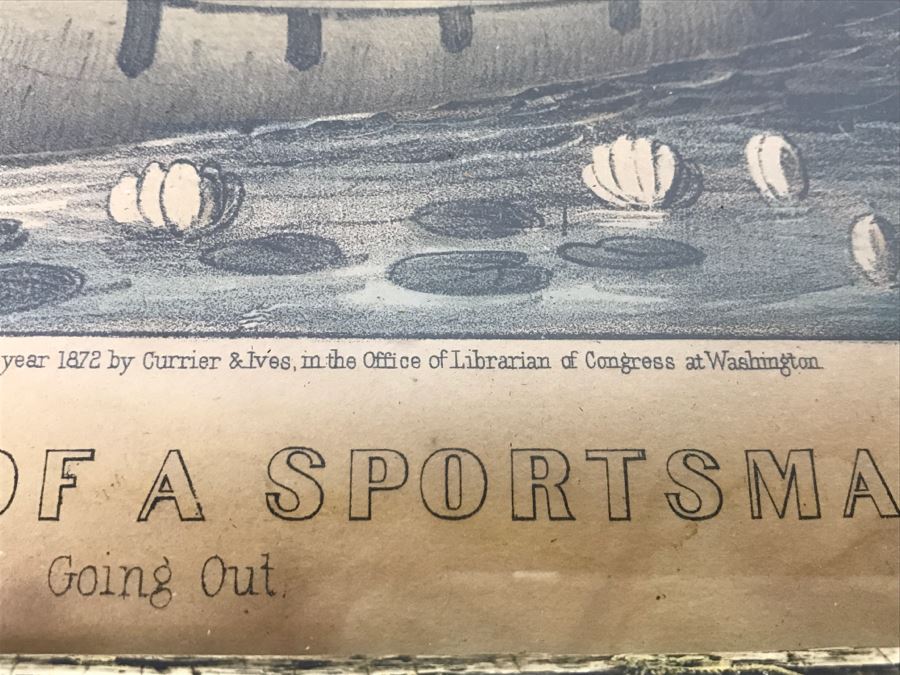 year 1872 by Currier & Ives, in the Office of Librarian of Congress at Washington
OF A SPORTSMA
Going Out.